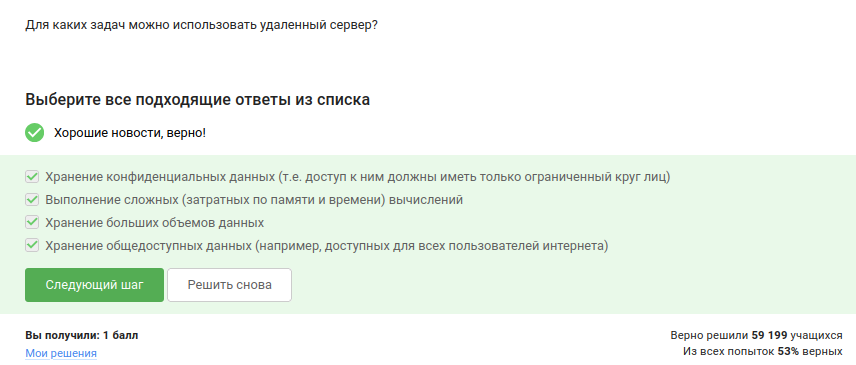 Для каких задач можно использовать удаленный сервер?
Выберите все подходящие ответы из списка
Хорошие новости, верно!
Хранение конфиденциальных данных (т.е. доступ к ним должны иметь только ограниченный круг лиц)
Выполнение сложных (затратных по памяти и времени) вычислений
Хранение больших объемов данных
Хранение общедоступных данных (например, доступных для всех пользователей интернета)
Следующий шаг
Решить снова
Вы получили: 1 балл
Мои решения
Верно решили 59 199 учащихся
Из всех попыток 53% верных